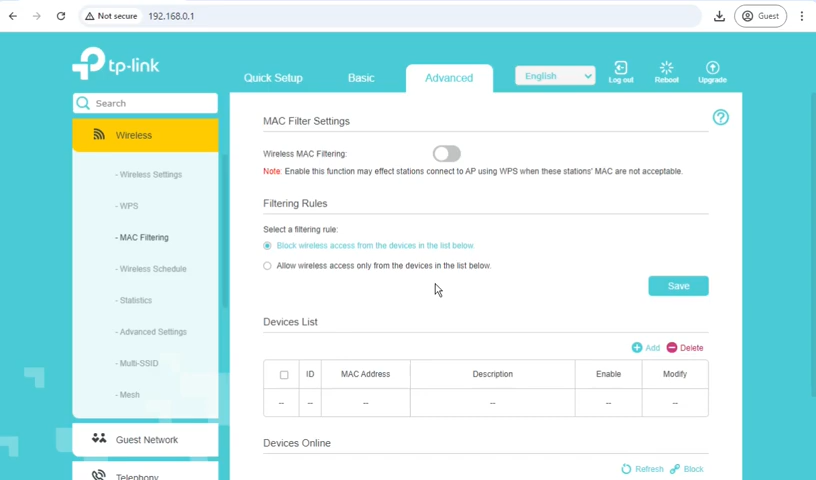 Not secure 192.168.0.1 Guest
tp-link
Quick Setup Basic Advanced English Log out Reboot Upgrade
Search
Wireless
- Wireless Settings
- WPS
- MAC Filtering
- Wireless Schedule
- Statistics
- Advanced Settings
- Multi-SSID
- Mesh
Guest Network
Telephony
MAC Filter Settings
Wireless MAC Filtering:
Note: Enable this function may effect stations connect to AP using WPS when these stations' MAC are not acceptable.
Filtering Rules
Select a filtering rule:
Block wireless access from the devices in the list below.
Allow wireless access only from the devices in the list below.
Save
Devices List
Add Delete
ID MAC Address Description Enable Modify
-- -- -- -- -- --
Devices Online
Refresh Block